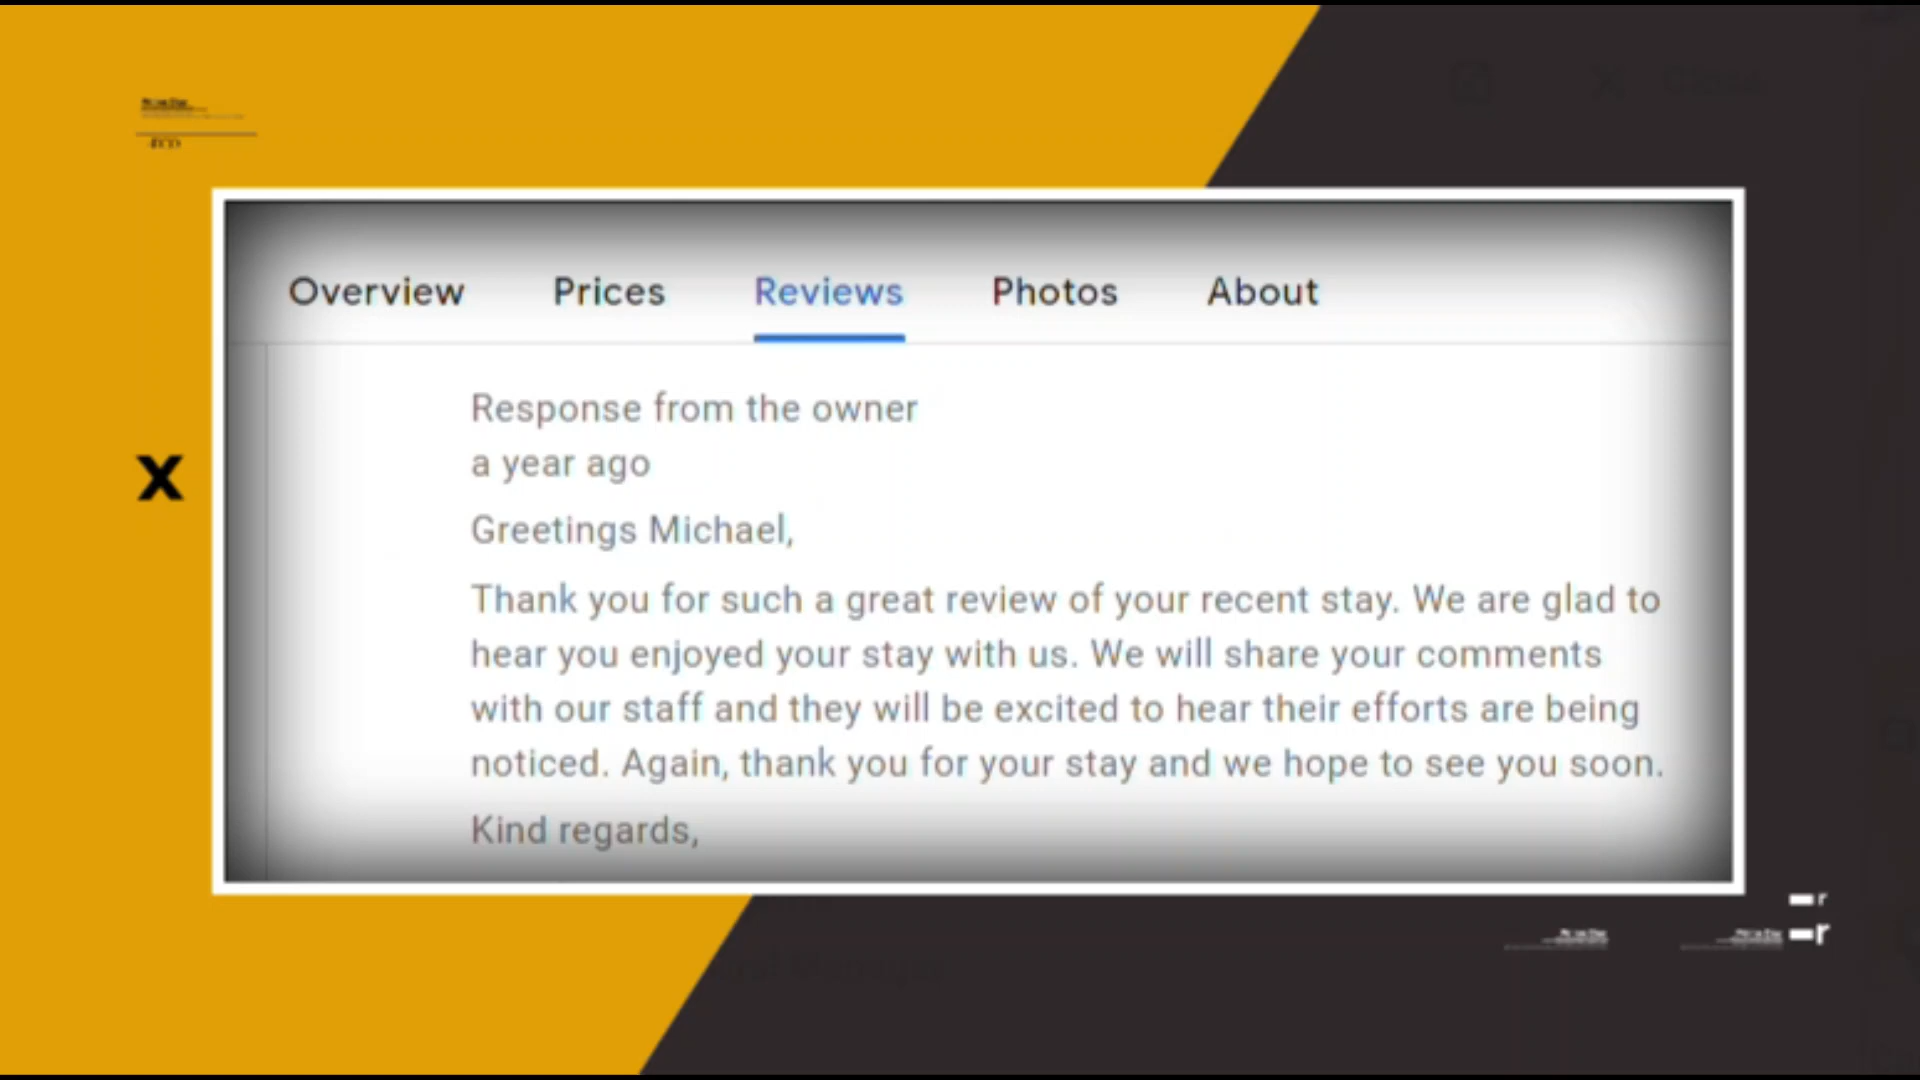 Overview Prices Reviews Photos About
Response from the owner
a year ago
Greetings Michael,
Thank you for such a great review of your recent stay. We are glad to
hear you enjoyed your stay with us. We will share your comments
with our staff and they will be excited to hear their efforts are being
noticed. Again, thank you for your stay and we hope to see you soon.
Kind regards,
x